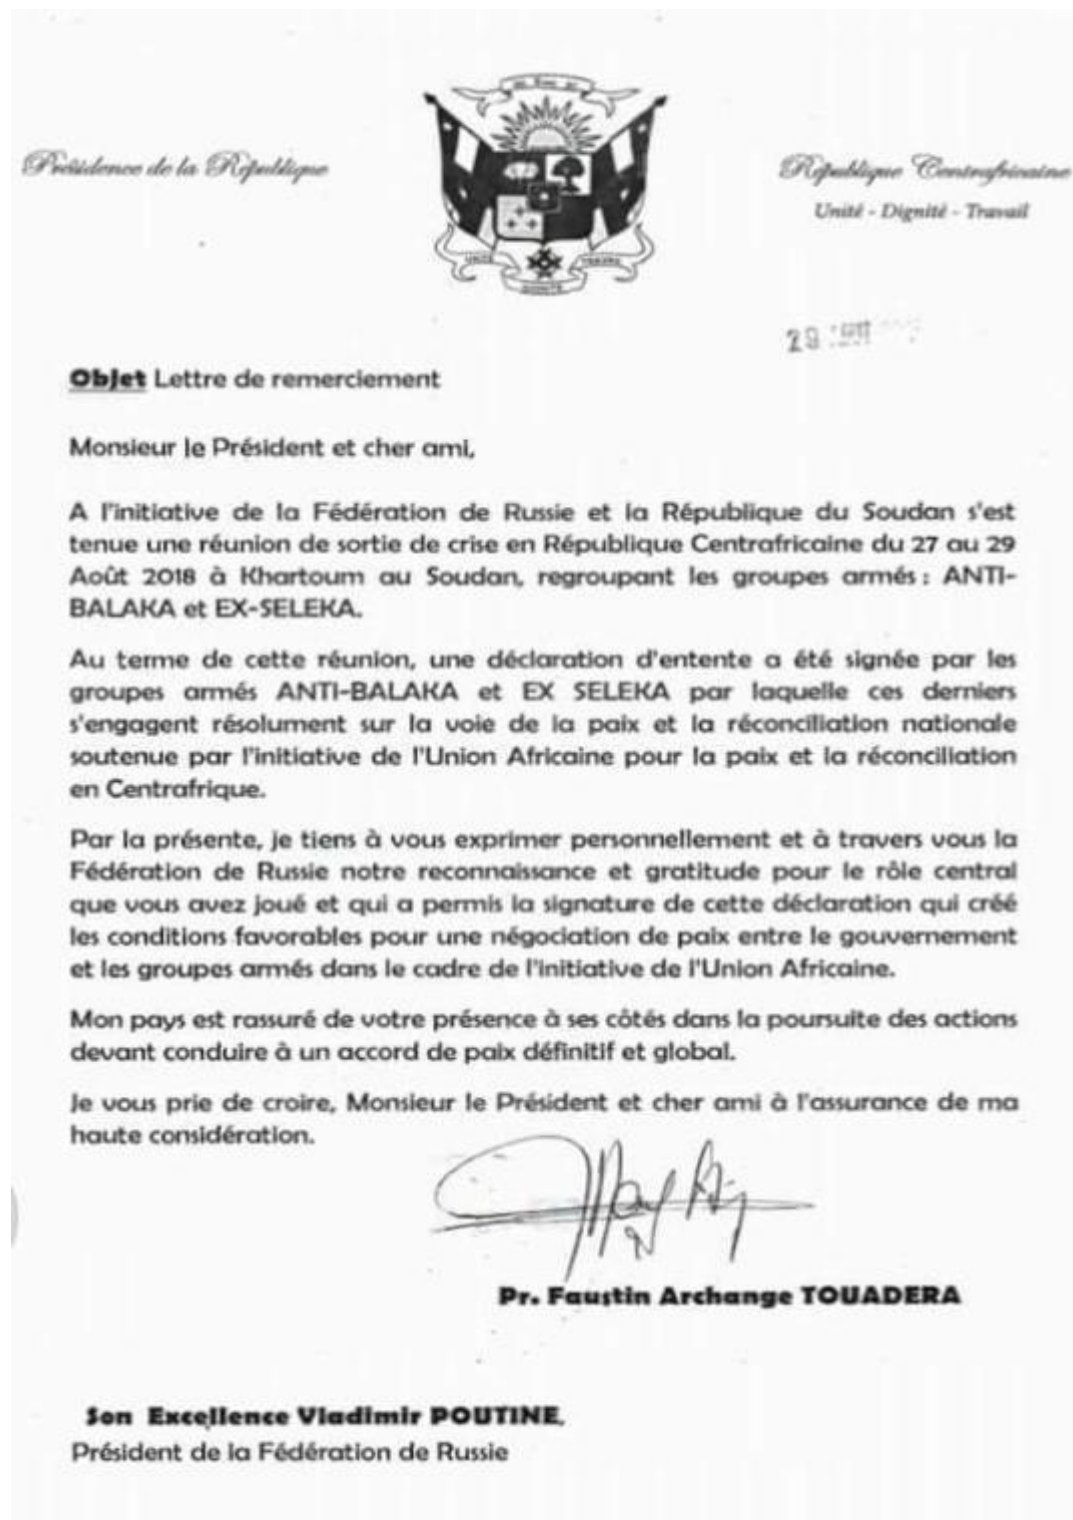 Présidence de la République
République Centrafricaine
Unité - Dignité - Travail
UNITÉ
TRAVAIL
DIGNITÉ
29
Objet Lettre de remerciement
Monsieur le Président et cher ami,
A l'initiative de la Fédération de Russie et la République du Soudan s'est
tenue une réunion de sortie de crise en République Centrafricaine du 27 au 29
Août 2018 à Khartoum au Soudan, regroupant les groupes armés : ANTI-
BALAKA et EX-SELEKA.
Au terme de cette réunion, une déclaration d'entente a été signée par les
groupes armés ANTI-BALAKA et EX SELEKA par laquelle ces derniers
s'engagent résolument sur la voie de la paix et la réconciliation nationale
soutenue par l'initiative de l'Union Africaine pour la paix et la réconciliation
en Centrafrique.
Par la présente, je tiens à vous exprimer personnellement et à travers vous la
Fédération de Russie notre reconnaissance et gratitude pour le rôle central
que vous avez joué et qui a permis la signature de cette déclaration qui créé
les conditions favorables pour une négociation de paix entre le gouvernement
et les groupes armés dans le cadre de l'initiative de l'Union Africaine.
Mon pays est rassuré de votre présence à ses côtés dans la poursuite des actions
devant conduire à un accord de paix définitif et global.
Je vous prie de croire, Monsieur le Président et cher ami à l'assurance de ma
haute considération.
Pr. Faustin Archange TOUADERA
Son Excellence Vladimir POUTINE,
Président de la Fédération de Russie